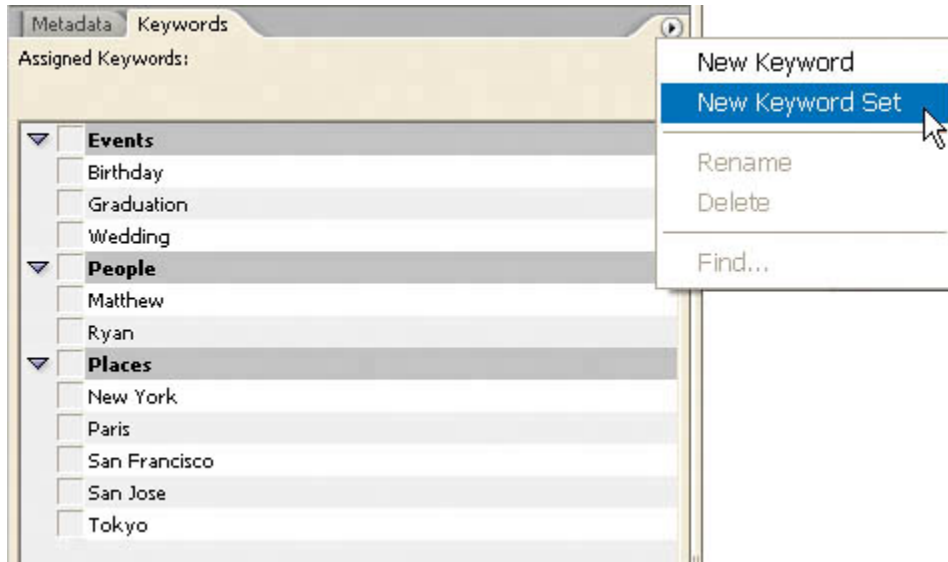 Metadata Keywords
Assigned Keywords:
Events
Birthday
Graduation
Wedding
People
Matthew
Ryan
Places
New York
Paris
San Francisco
San Jose
Tokyo
New Keyword
New Keyword Set
Rename
Delete
Find...